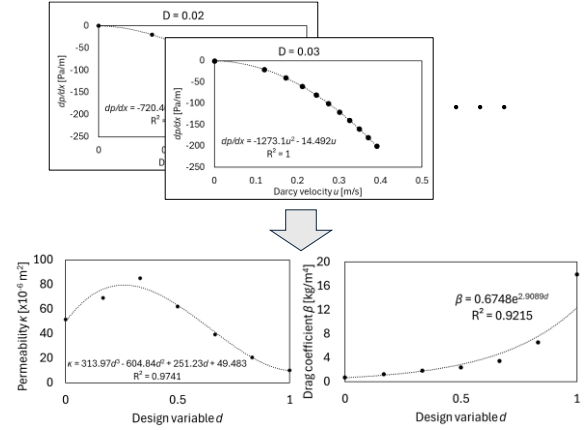 D = 0.02
0
-50
-100
-150
-200
-250
dp/dx [Pa/m]
dp/dx = -720.4
R² =
0
D
D = 0.03
0
-50
-100
-150
-200
-250
dp/dx [Pa/m]
dp/dx = -1273.1u² - 14.492u
R² = 1
0 0.1 0.2 0.3 0.4 0.5
Darcy velocity u [m/s]
100
80
60
40
20
0
Permeability κ [x10⁻⁶ m²]
κ = 313.97d³ - 604.84d² + 251.23d + 49.483
R² = 0.9741
0 0.5 1
Design variable d
20
16
12
8
4
0
Drag coefficient β [kg/m⁴]
β = 0.6748e^2.9089d
R² = 0.9215
0 0.5 1
Design variable d